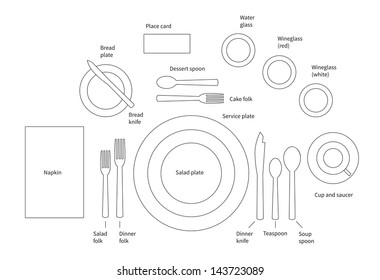 Water
glass
Place card
Wineglass
(red)
Bread
plate
Dessert spoon
Wineglass
(white)
Cake folk
Bread
knife
Service plate
Napkin
Salad plate
Cup and saucer
Salad
folk
Dinner
folk
Dinner
knife
Teaspoon
Soup
spoon
shutterstock.com · 143723089